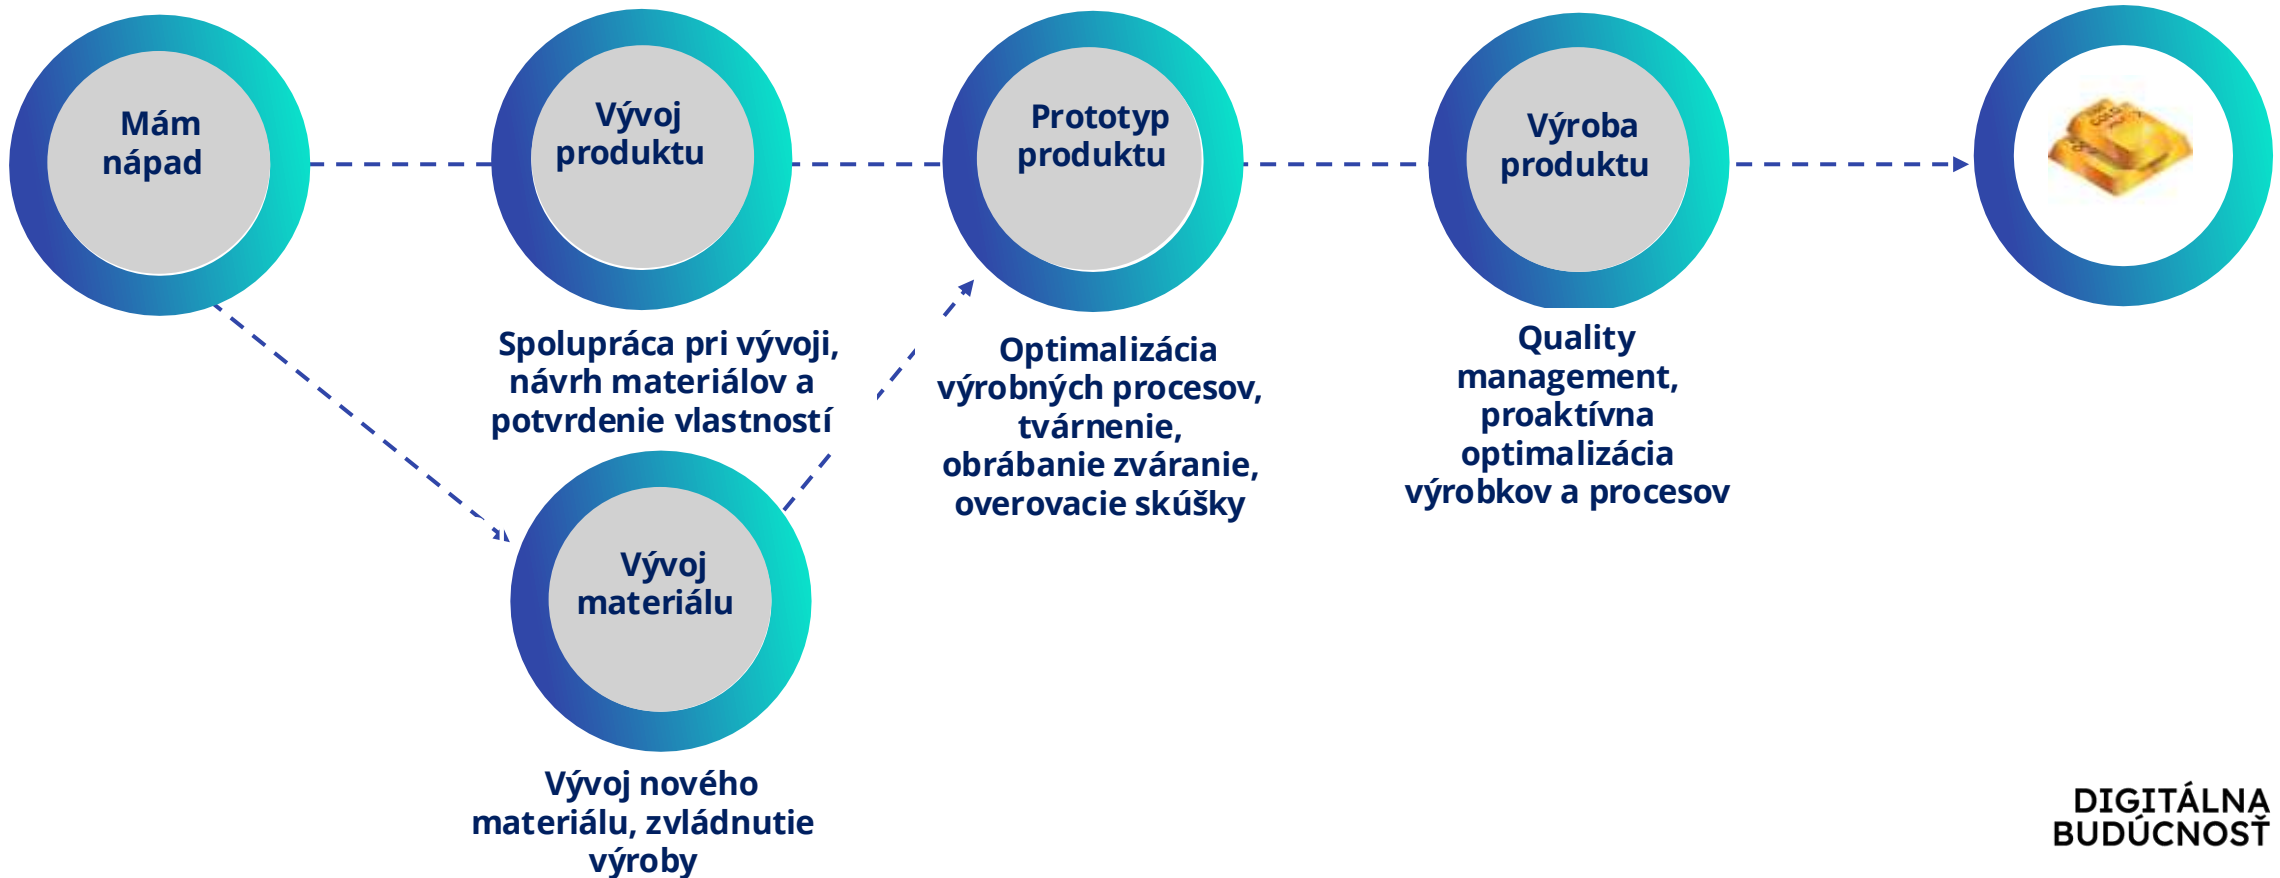 Mám
nápad
Vývoj
produktu
Prototyp
produktu
Výroba
produktu
Spolupráca pri vývoji,
návrh materiálov a
potvrdenie vlastností
Optimalizácia
výrobných procesov,
tvárnenie,
obrábanie zváranie,
overovacie skúšky
Quality
management,
proaktívna
optimalizácia
výrobkov a procesov
Vývoj
materiálu
Vývoj nového
materiálu, zvládnutie
výroby
DIGITÁLNA
BUDÚCNOSŤ